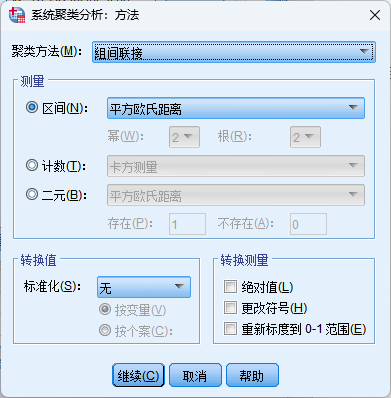 系统聚类分析：方法
聚类方法(M)： 组间联接
测量
区间(N)： 平方欧氏距离
幂(W)： 2 根(R)： 2
计数(T)： 卡方测量
二元(B)： 平方欧氏距离
存在(P)： 1 不存在(A)： 0
转换值
标准化(S)： 无
按变量(V)
按个案(C)：
转换测量
绝对值(L)
更改符号(H)
重新标度到 0-1 范围(E)
继续(C) 取消 帮助